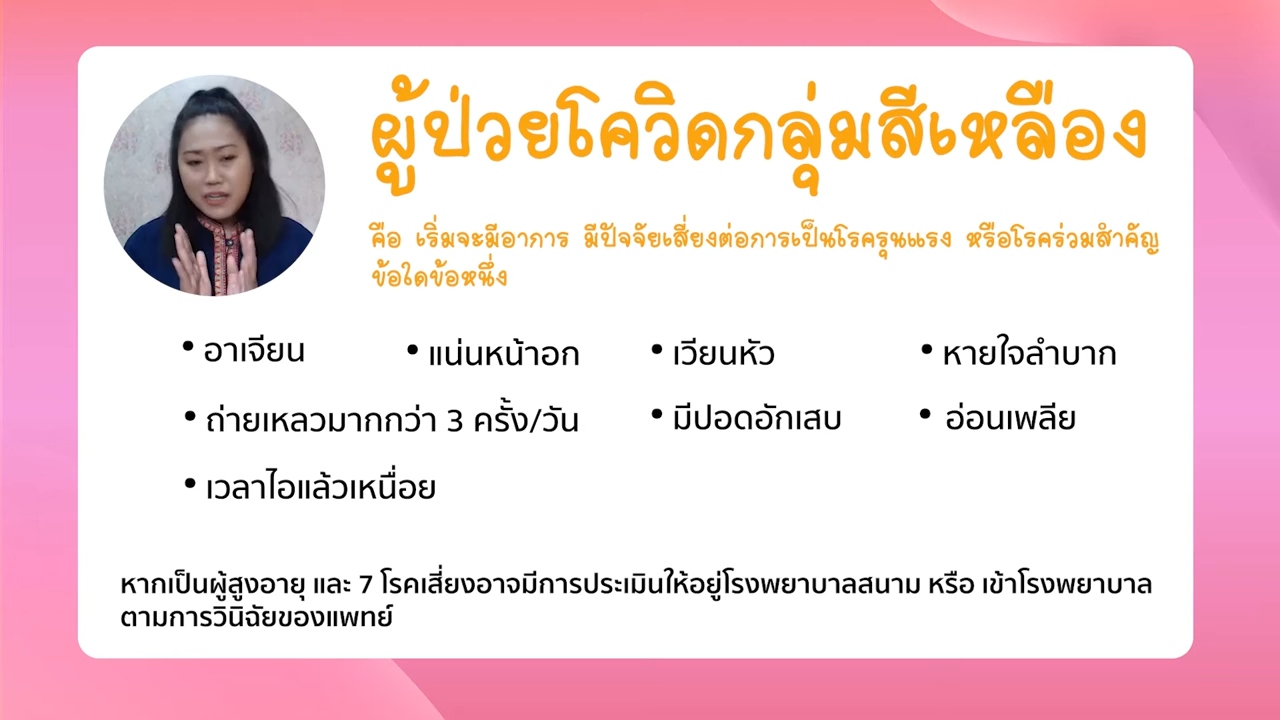 ผู้ป่วยโควิดกลุ่มสีเหลือง
คือ เริ่มจะมีอาการ มีปัจจัยเสี่ยงต่อการเป็นโรครุนแรง หรือโรคร่วมสำคัญ
ข้อใดข้อหนึ่ง
• อาเจียน • แน่นหน้าอก • เวียนหัว • หายใจลำบาก
• ถ่ายเหลวมากกว่า 3 ครั้ง/วัน • มีปอดอักเสบ • อ่อนเพลีย
• เวลาไอแล้วเหนื่อย
หากเป็นผู้สูงอายุ และ 7 โรคเสี่ยงอาจมีการประเมินให้อยู่โรงพยาบาลสนาม หรือ เข้าโรงพยาบาล
ตามการวินิฉัยของแพทย์